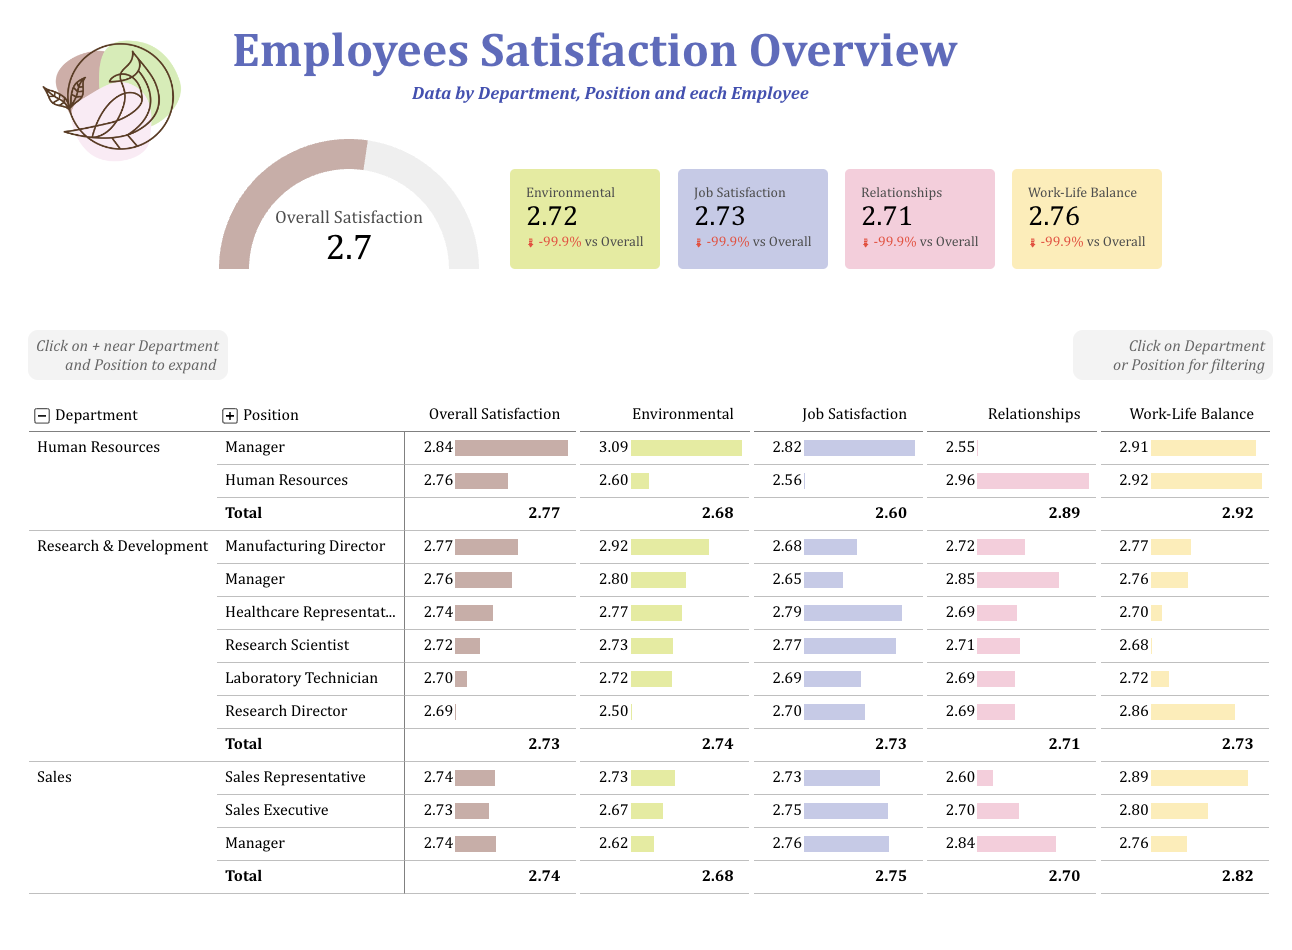 Employees Satisfaction Overview
Data by Department, Position and each Employee
Overall Satisfaction
2.7
Environmental
2.72
-99.9% vs Overall
Job Satisfaction
2.73
-99.9% vs Overall
Relationships
2.71
-99.9% vs Overall
Work-Life Balance
2.76
-99.9% vs Overall
Click on + near Department
and Position to expand
Click on Department
or Position for filtering
Department Position Overall Satisfaction Environmental Job Satisfaction Relationships Work-Life Balance
Human Resources Manager 2.84 3.09 2.82 2.55 2.91
Human Resources 2.76 2.60 2.56 2.96 2.92
Total 2.77 2.68 2.60 2.89 2.92
Research & Development Manufacturing Director 2.77 2.92 2.68 2.72 2.77
Manager 2.76 2.80 2.65 2.85 2.76
Healthcare Representat... 2.74 2.77 2.79 2.69 2.70
Research Scientist 2.72 2.73 2.77 2.71 2.68
Laboratory Technician 2.70 2.72 2.69 2.69 2.72
Research Director 2.69 2.50 2.70 2.69 2.86
Total 2.73 2.74 2.73 2.71 2.73
Sales Sales Representative 2.74 2.73 2.73 2.60 2.89
Sales Executive 2.73 2.67 2.75 2.70 2.80
Manager 2.74 2.62 2.76 2.84 2.76
Total 2.74 2.68 2.75 2.70 2.82